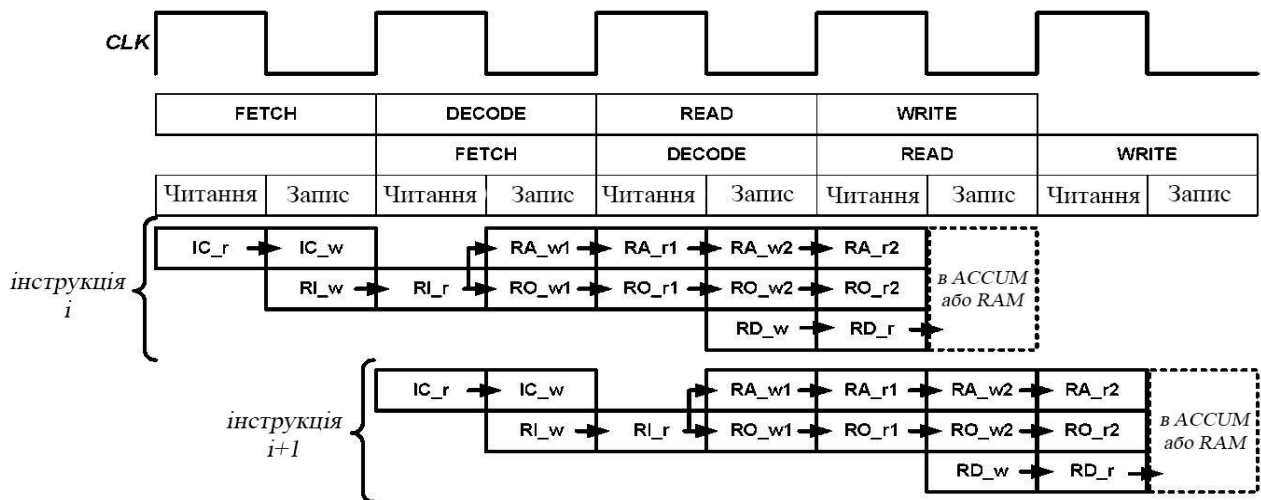 CLK
FETCH DECODE READ WRITE
FETCH DECODE READ WRITE
Читання Запис Читання Запис Читання Запис Читання Запис Читання Запис
IC_r IC_w RA_w1 RA_r1 RA_w2 RA_r2
RI_w RI_r RO_w1 RO_r1 RO_w2 RO_r2
RD_w RD_r
в ACCUM
або RAM
інструкція
i
IC_r IC_w RA_w1 RA_r1 RA_w2 RA_r2
RI_w RI_r RO_w1 RO_r1 RO_w2 RO_r2
RD_w RD_r
в ACCUM
або RAM
інструкція
i+1